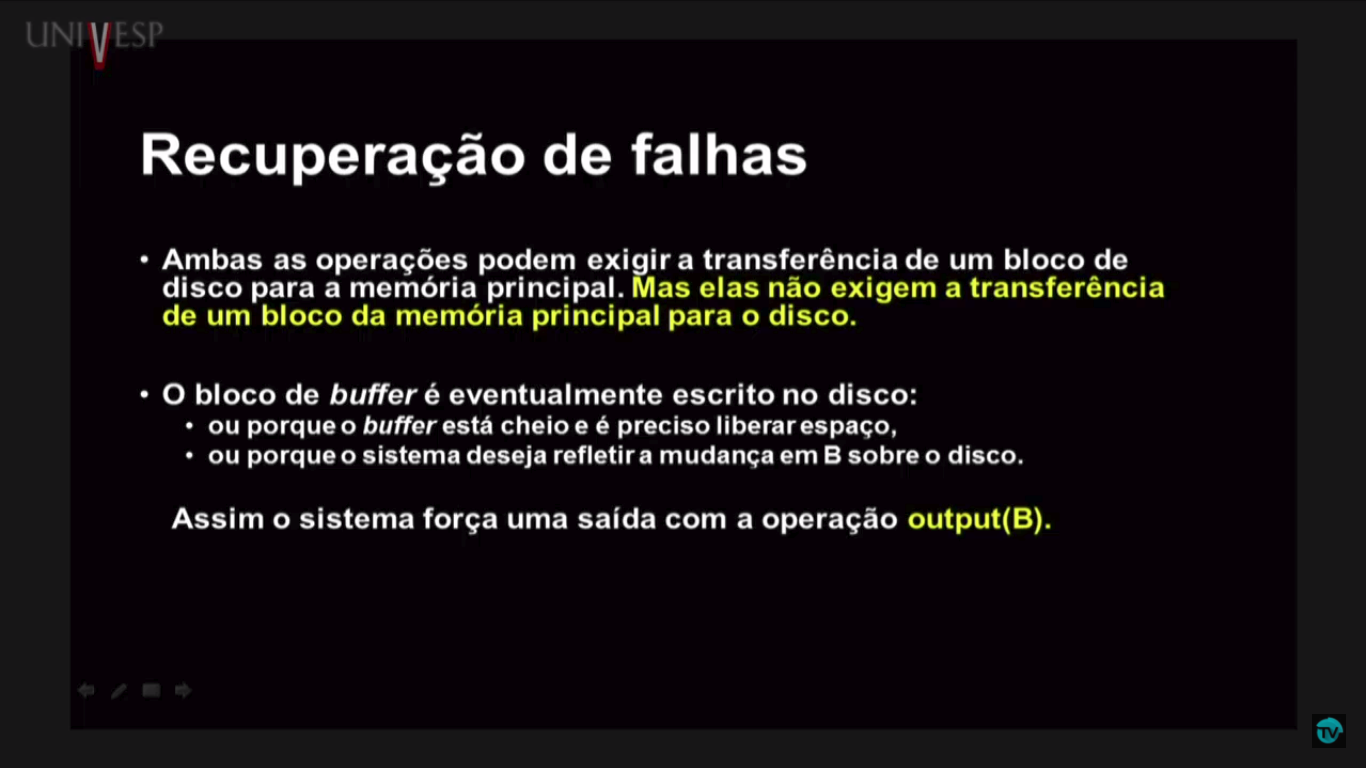 UNIVESP
Recuperação de falhas
• Ambas as operações podem exigir a transferência de um bloco de
disco para a memória principal. Mas elas não exigem a transferência
de um bloco da memória principal para o disco.
• O bloco de buffer é eventualmente escrito no disco:
• ou porque o buffer está cheio e é preciso liberar espaço,
• ou porque o sistema deseja refletir a mudança em B sobre o disco.
Assim o sistema força uma saída com a operação output(B).
TV